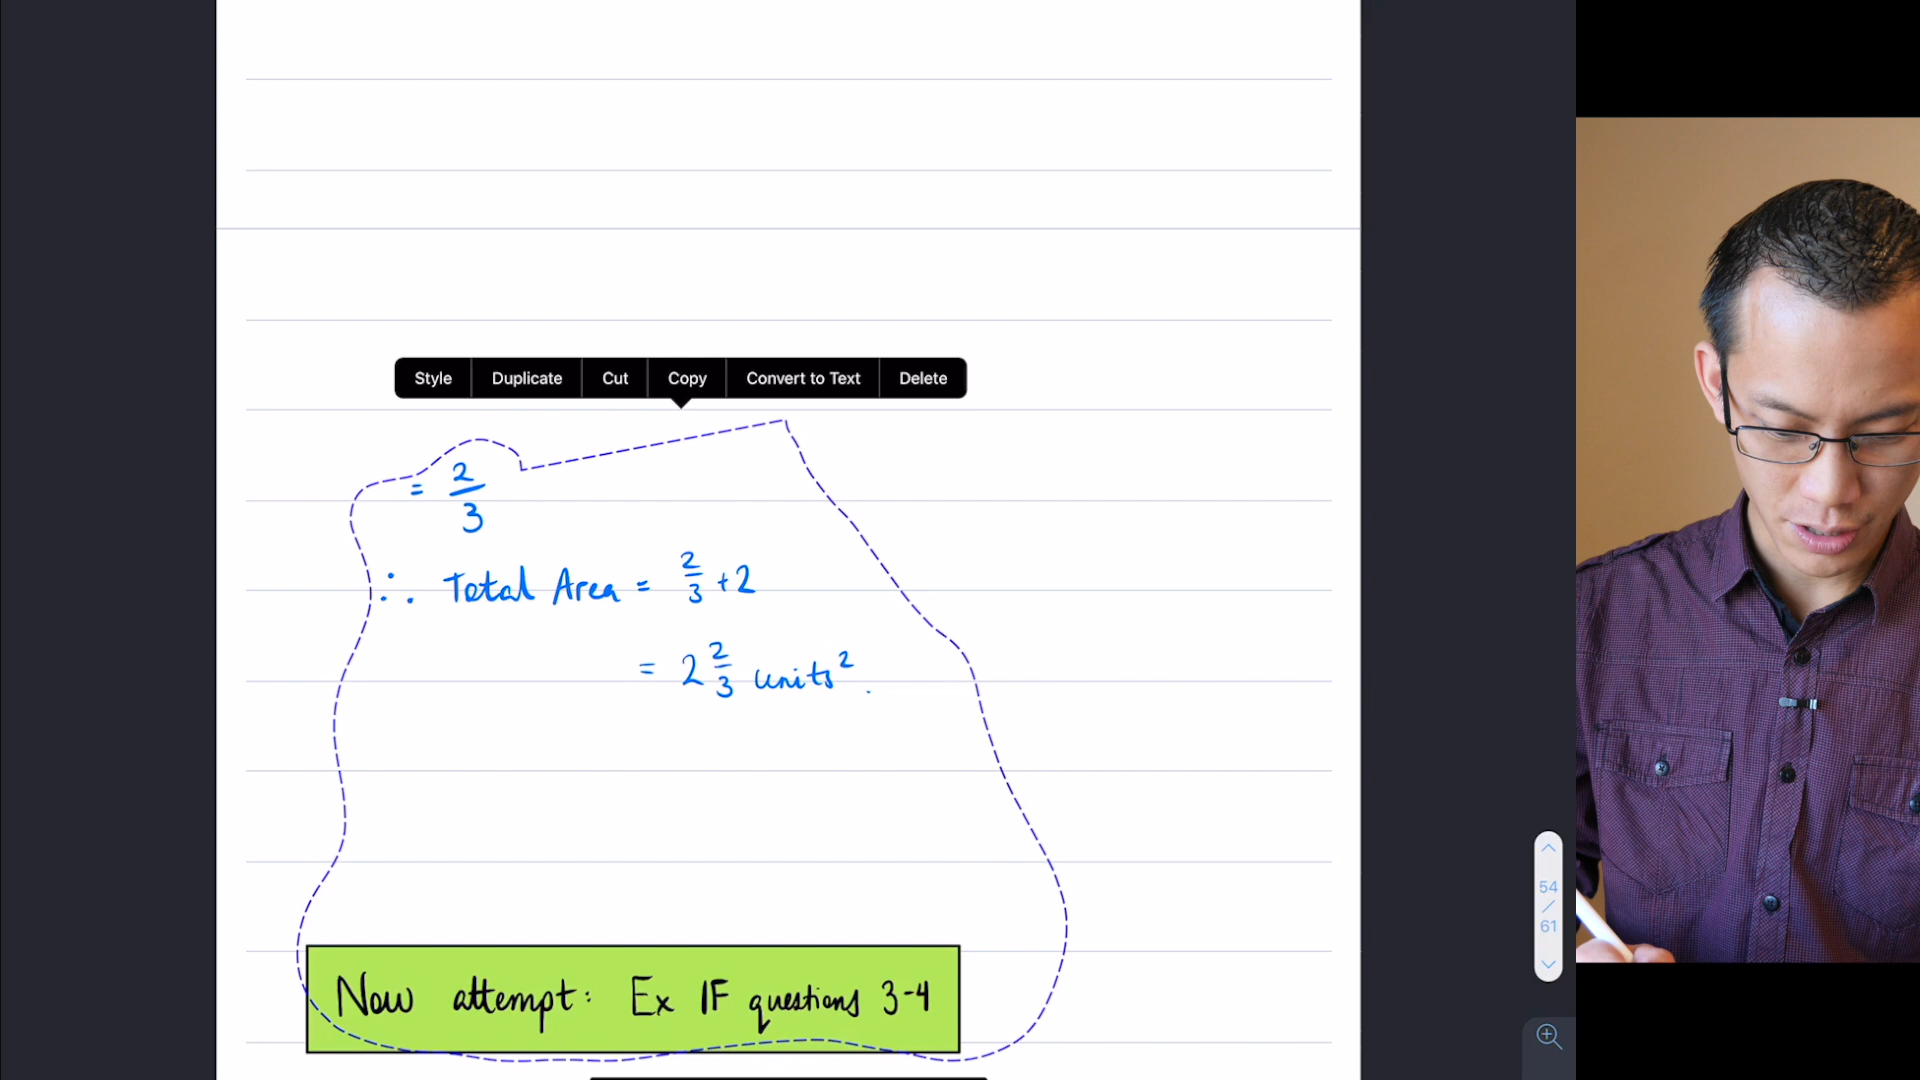 Style Duplicate Cut Copy Convert to Text Delete
= 2/3
∴ Total Area = 2/3 + 2
= 2 2/3 units².
54
/
61
Now attempt: Ex 1F questions 3-4